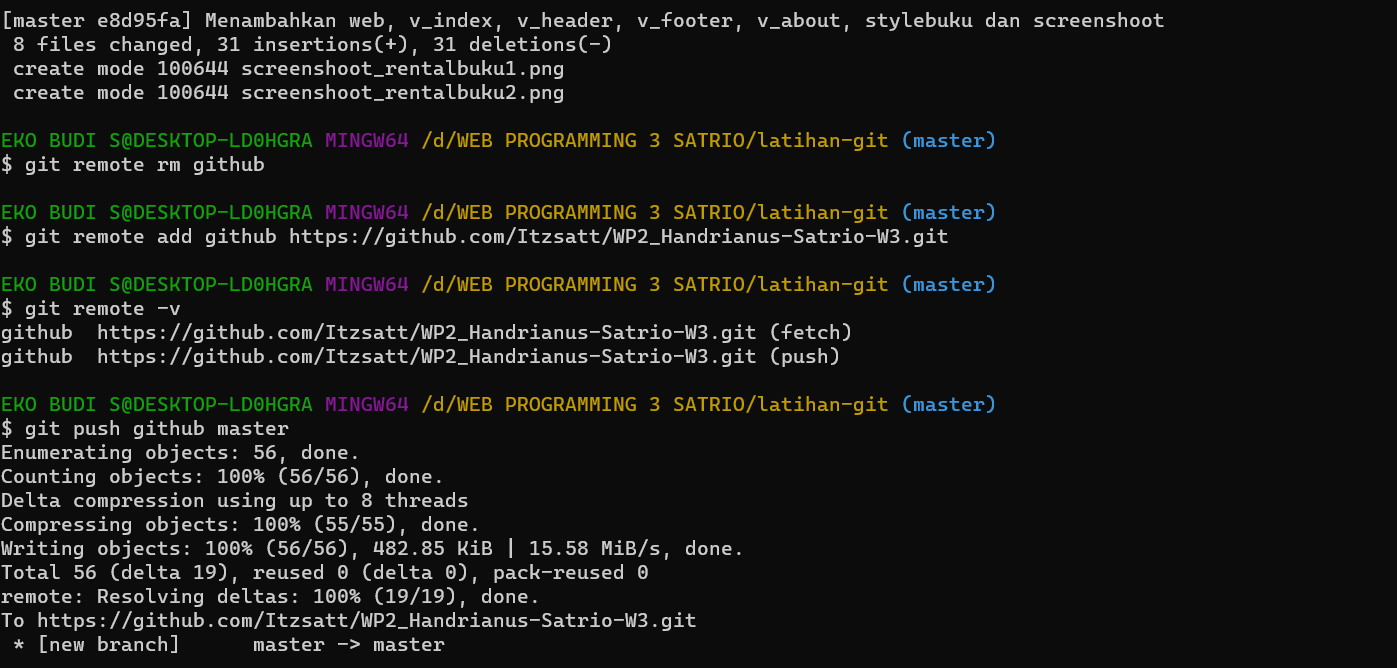 [master e8d95fa] Menambahkan web, v_index, v_header, v_footer, v_about, stylebuku dan screenshoot
 8 files changed, 31 insertions(+), 31 deletions(-)
 create mode 100644 screenshoot_rentalbuku1.png
 create mode 100644 screenshoot_rentalbuku2.png

EKO BUDI S@DESKTOP-LD0HGRA MINGW64 /d/WEB PROGRAMMING 3 SATRIO/latihan-git (master)
$ git remote rm github

EKO BUDI S@DESKTOP-LD0HGRA MINGW64 /d/WEB PROGRAMMING 3 SATRIO/latihan-git (master)
$ git remote add github https://github.com/Itzsatt/WP2_Handrianus-Satrio-W3.git

EKO BUDI S@DESKTOP-LD0HGRA MINGW64 /d/WEB PROGRAMMING 3 SATRIO/latihan-git (master)
$ git remote -v
github  https://github.com/Itzsatt/WP2_Handrianus-Satrio-W3.git (fetch)
github  https://github.com/Itzsatt/WP2_Handrianus-Satrio-W3.git (push)

EKO BUDI S@DESKTOP-LD0HGRA MINGW64 /d/WEB PROGRAMMING 3 SATRIO/latihan-git (master)
$ git push github master
Enumerating objects: 56, done.
Counting objects: 100% (56/56), done.
Delta compression using up to 8 threads
Compressing objects: 100% (55/55), done.
Writing objects: 100% (56/56), 482.85 KiB | 15.58 MiB/s, done.
Total 56 (delta 19), reused 0 (delta 0), pack-reused 0
remote: Resolving deltas: 100% (19/19), done.
To https://github.com/Itzsatt/WP2_Handrianus-Satrio-W3.git
 * [new branch]      master -> master